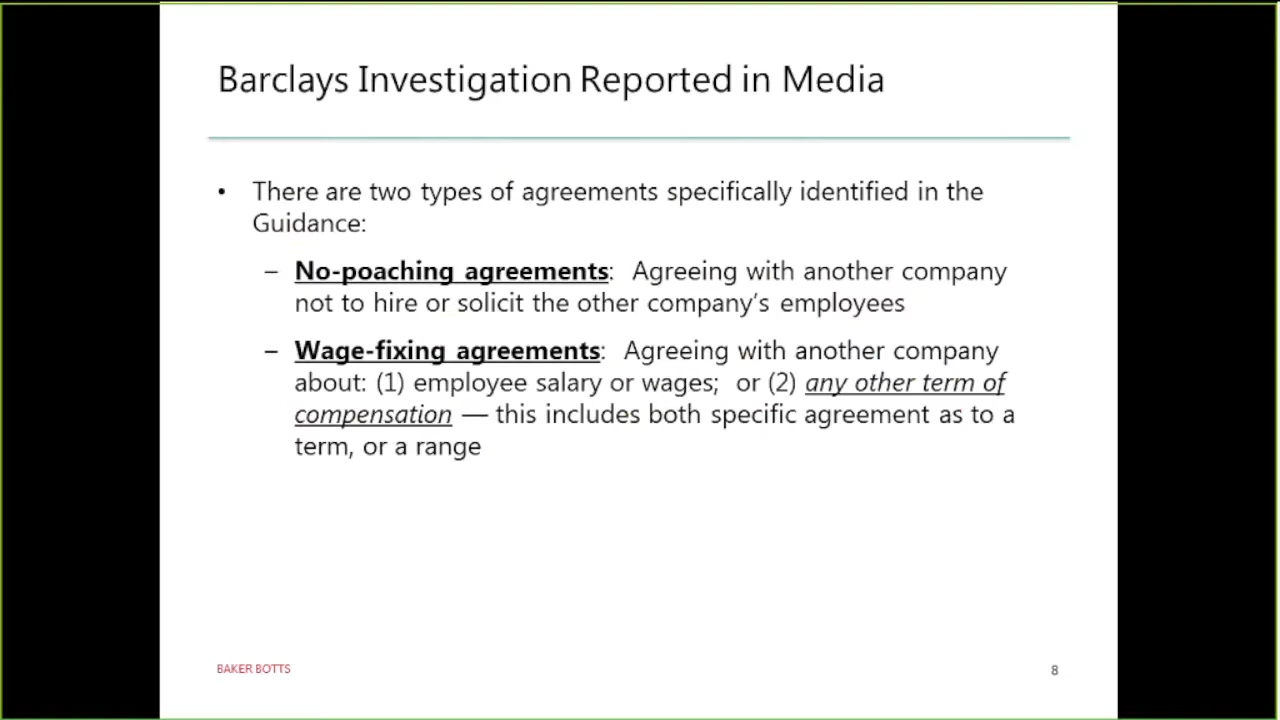 Barclays Investigation Reported in Media
• There are two types of agreements specifically identified in the
Guidance:
– No-poaching agreements: Agreeing with another company
not to hire or solicit the other company’s employees
– Wage-fixing agreements: Agreeing with another company
about: (1) employee salary or wages; or (2) any other term of
compensation — this includes both specific agreement as to a
term, or a range
BAKER BOTTS
8